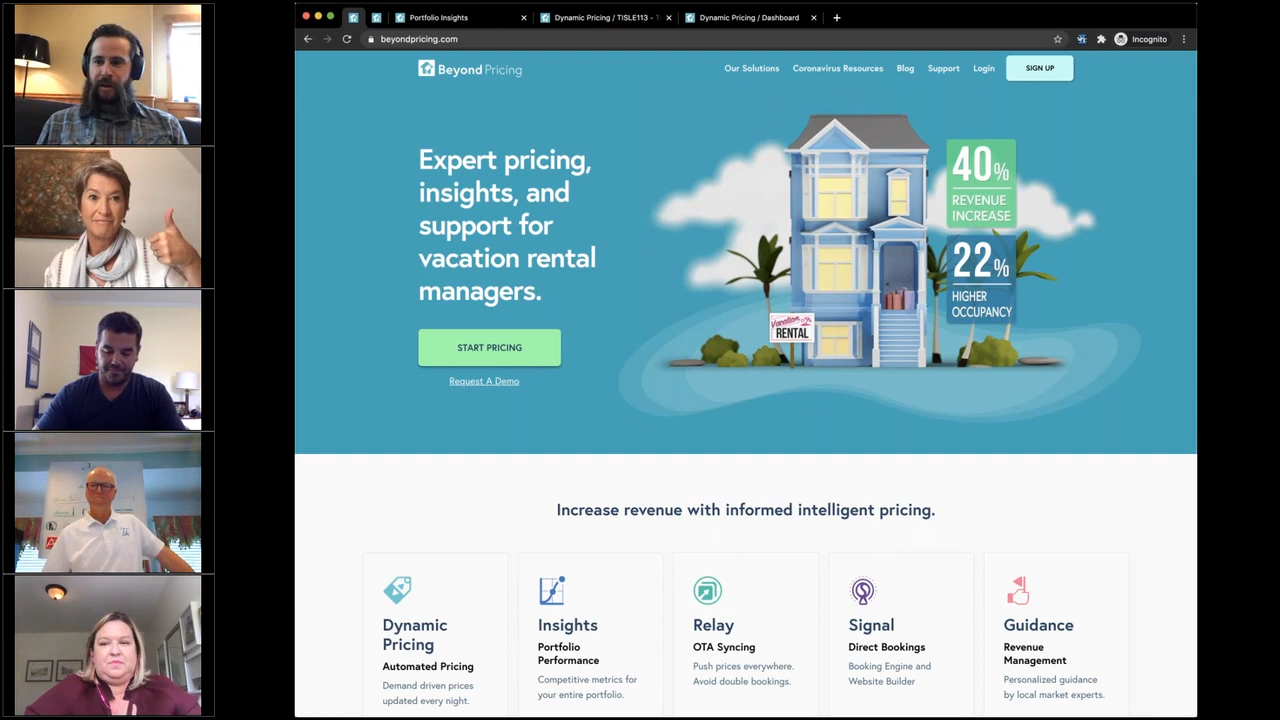 Portfolio Insights
Dynamic Pricing / TISLE113 - T
Dynamic Pricing / Dashboard
beyondpricing.com
Incognito
Beyond Pricing
Our Solutions
Coronavirus Resources
Blog
Support
Login
SIGN UP
Expert pricing,
insights, and
support for
vacation rental
managers.
START PRICING
Request A Demo
40%
REVENUE
INCREASE
22%
HIGHER
OCCUPANCY
Vacation
RENTAL
Increase revenue with informed intelligent pricing.
Dynamic
Pricing
Automated Pricing
Demand driven prices
updated every night.
Insights
Portfolio
Performance
Competitive metrics for
your entire portfolio.
Relay
OTA Syncing
Push prices everywhere.
Avoid double bookings.
Signal
Direct Bookings
Booking Engine and
Website Builder
Guidance
Revenue
Management
Personalized guidance
by local market experts.